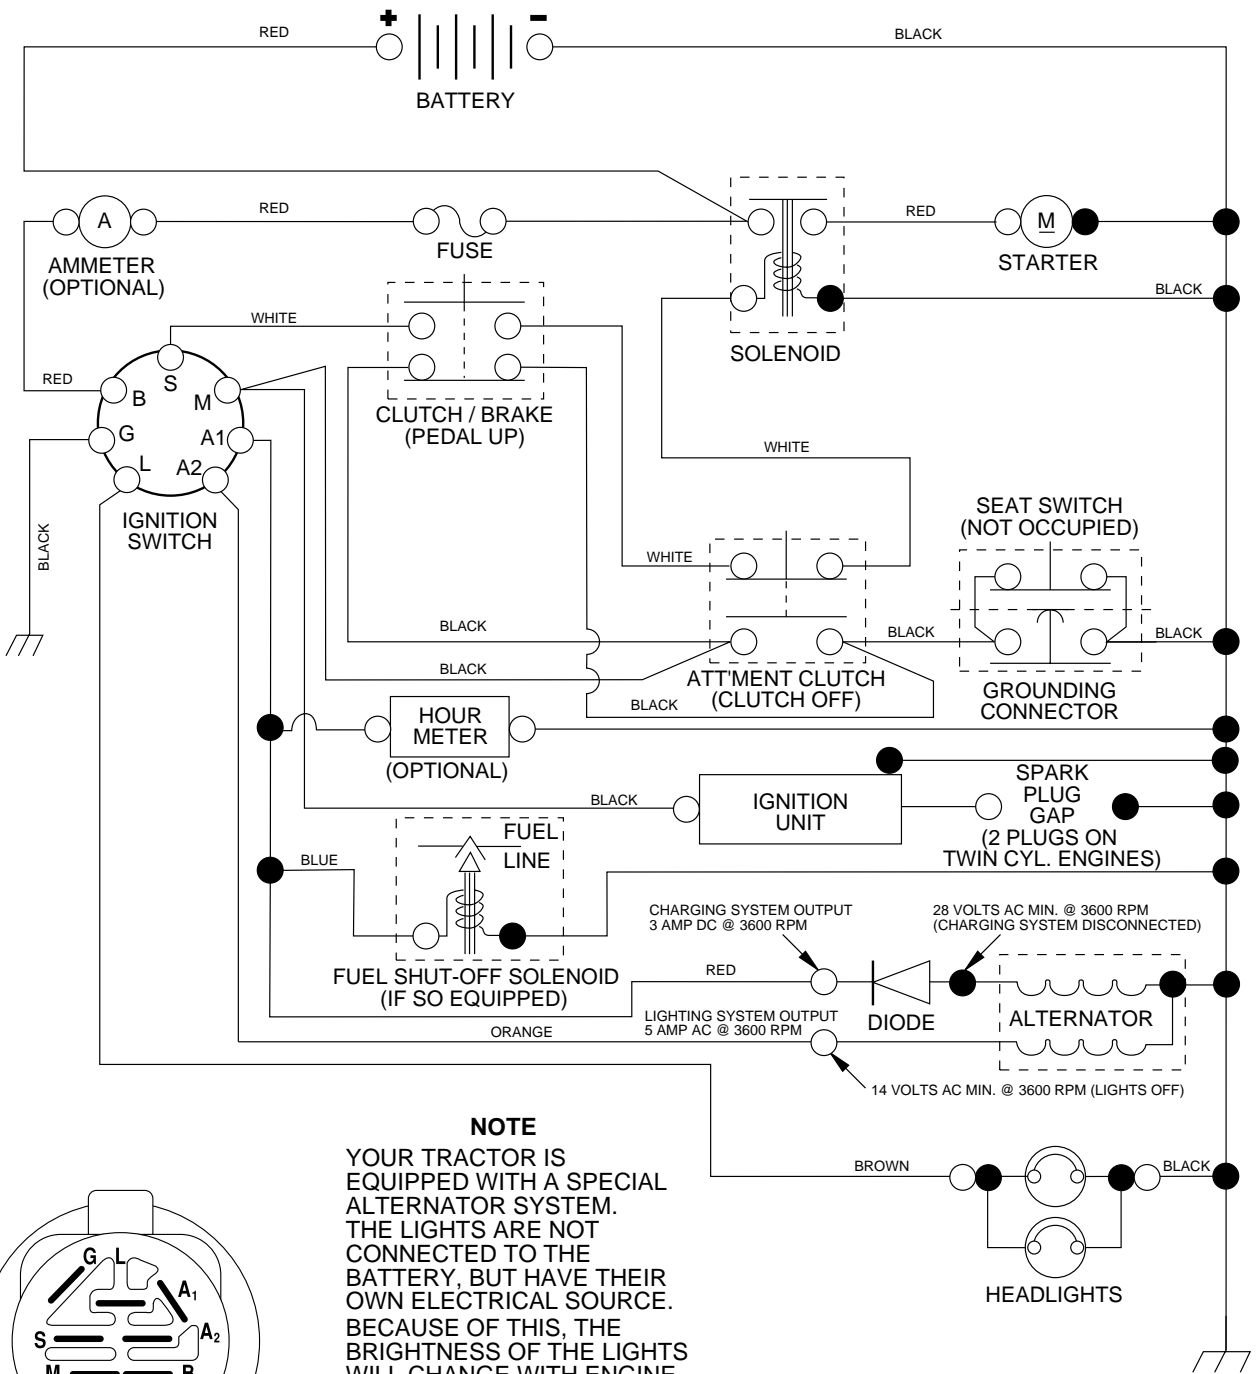 +
−
RED
BLACK
BATTERY
RED
A
AMMETER
(OPTIONAL)
FUSE
RED
M
STARTER
BLACK
SOLENOID
WHITE
RED
S
B
M
G
A1
L
A2
IGNITION
SWITCH
BLACK
CLUTCH / BRAKE
(PEDAL UP)
WHITE
WHITE
SEAT SWITCH
(NOT OCCUPIED)
BLACK
BLACK
BLACK
BLACK
BLACK
ATT'MENT CLUTCH
(CLUTCH OFF)
GROUNDING
CONNECTOR
HOUR
METER
(OPTIONAL)
BLACK
IGNITION
UNIT
SPARK
PLUG
GAP
(2 PLUGS ON
TWIN CYL. ENGINES)
BLUE
FUEL
LINE
FUEL SHUT-OFF SOLENOID
(IF SO EQUIPPED)
CHARGING SYSTEM OUTPUT
3 AMP DC @ 3600 RPM
28 VOLTS AC MIN. @ 3600 RPM
(CHARGING SYSTEM DISCONNECTED)
RED
DIODE
ALTERNATOR
LIGHTING SYSTEM OUTPUT
5 AMP AC @ 3600 RPM
ORANGE
14 VOLTS AC MIN. @ 3600 RPM (LIGHTS OFF)
BROWN
BLACK
HEADLIGHTS
NOTE
YOUR TRACTOR IS
EQUIPPED WITH A SPECIAL
ALTERNATOR SYSTEM.
THE LIGHTS ARE NOT
CONNECTED TO THE
BATTERY, BUT HAVE THEIR
OWN ELECTRICAL SOURCE.
BECAUSE OF THIS, THE
BRIGHTNESS OF THE LIGHTS
WILL CHANGE WITH ENGINE
G
L
A1
A2
S
M
B